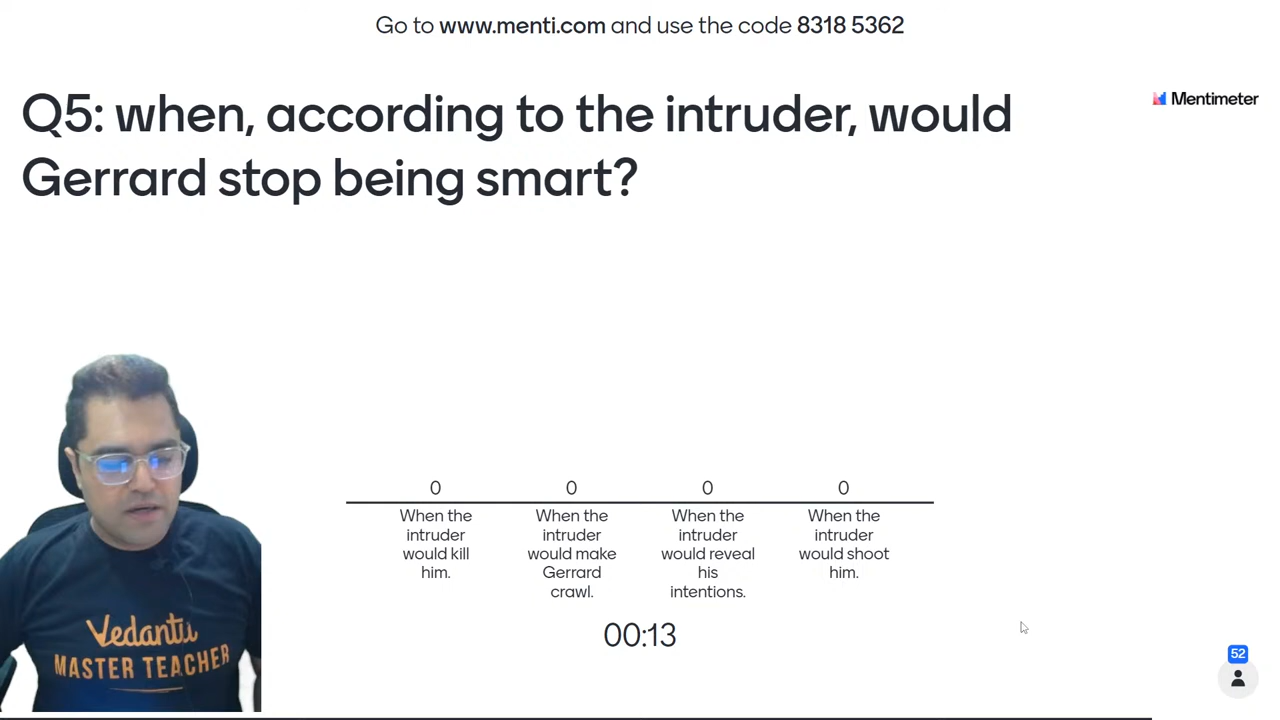 Go to www.menti.com and use the code 8318 5362
Mentimeter
Q5: when, according to the intruder, would
Gerrard stop being smart?
0
0
0
0
When the
intruder
would kill
him.
When the
intruder
would make
Gerrard
crawl.
When the
intruder
would reveal
his
intentions.
When the
intruder
would shoot
him.
00:13
52
Vedantu
MASTER TEACHER